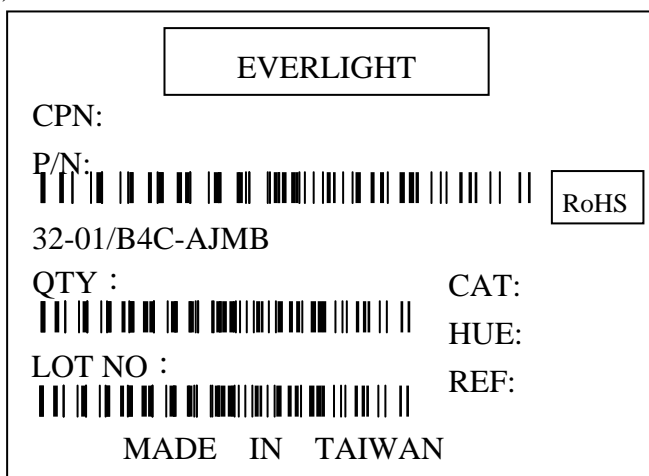 EVERLIGHT
CPN:
P/N:
RoHS
32-01/B4C-AJMB
QTY：
CAT:
HUE:
LOT NO：
REF:
MADE IN TAIWAN